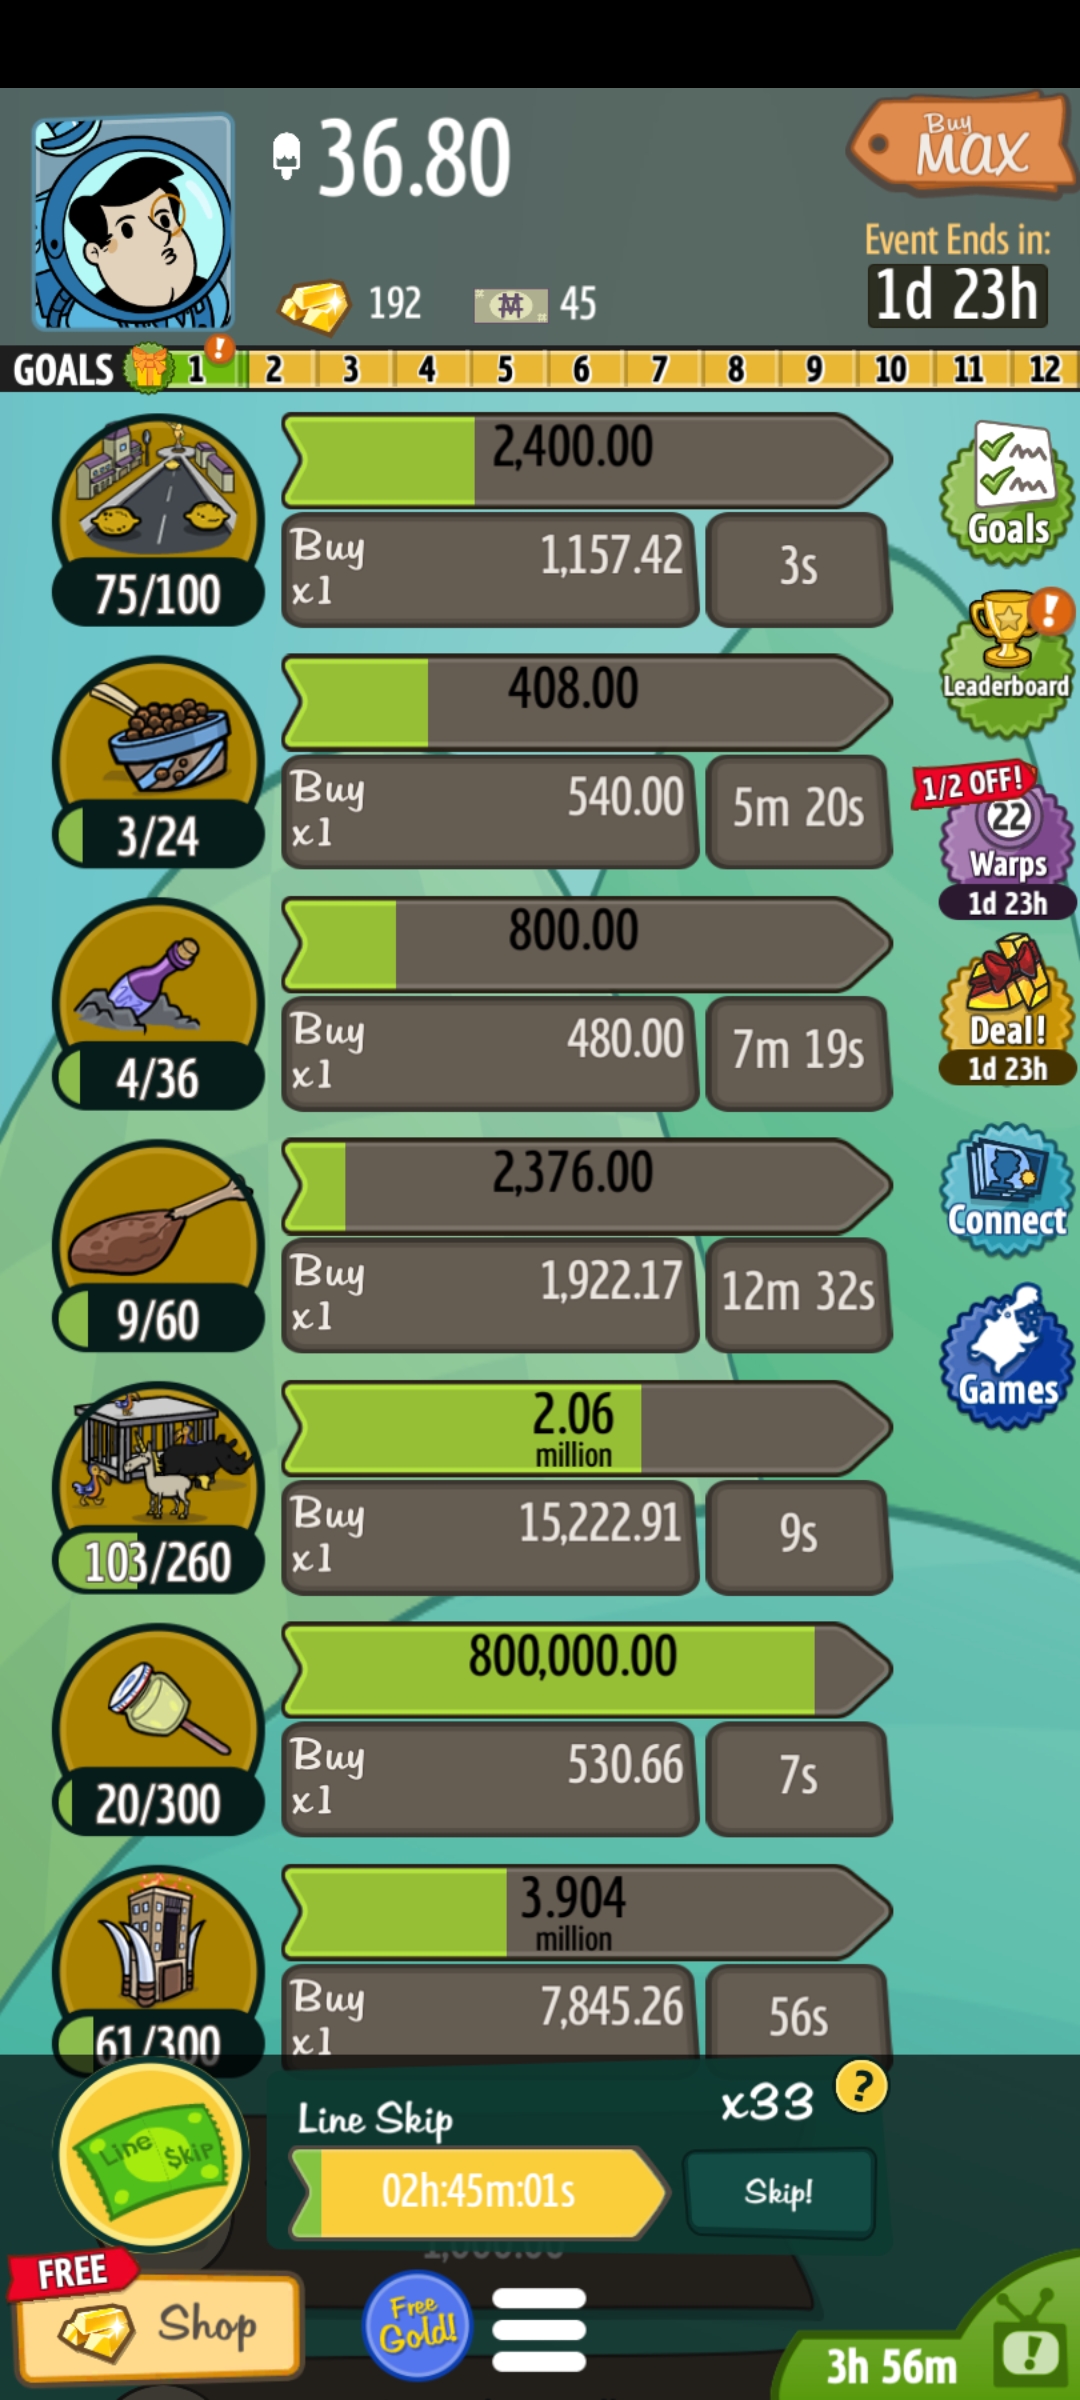 36.80
Buy
MAX
Event Ends in:
1d 23h
192
45
GOALS 1 ! 2 3 4 5 6 7 8 9 10 11 12
2,400.00
Buy
x1
1,157.42
3s
75/100
Goals
408.00
Buy
x1
540.00
5m 20s
3/24
!
Leaderboard
1/2 OFF!
22
Warps
1d 23h
800.00
Buy
x1
480.00
7m 19s
4/36
Deal!
1d 23h
2,376.00
Buy
x1
1,922.17
12m 32s
9/60
Connect
Games
2.06
million
Buy
x1
15,222.91
9s
103/260
800,000.00
Buy
x1
530.66
7s
20/300
3.904
million
Buy
x1
7,845.26
56s
61/300
Line Skip
Line Skip
x33
?
02h:45m:01s
Skip!
1,000.00
FREE
Shop
Free
Gold!
3h 56m
!